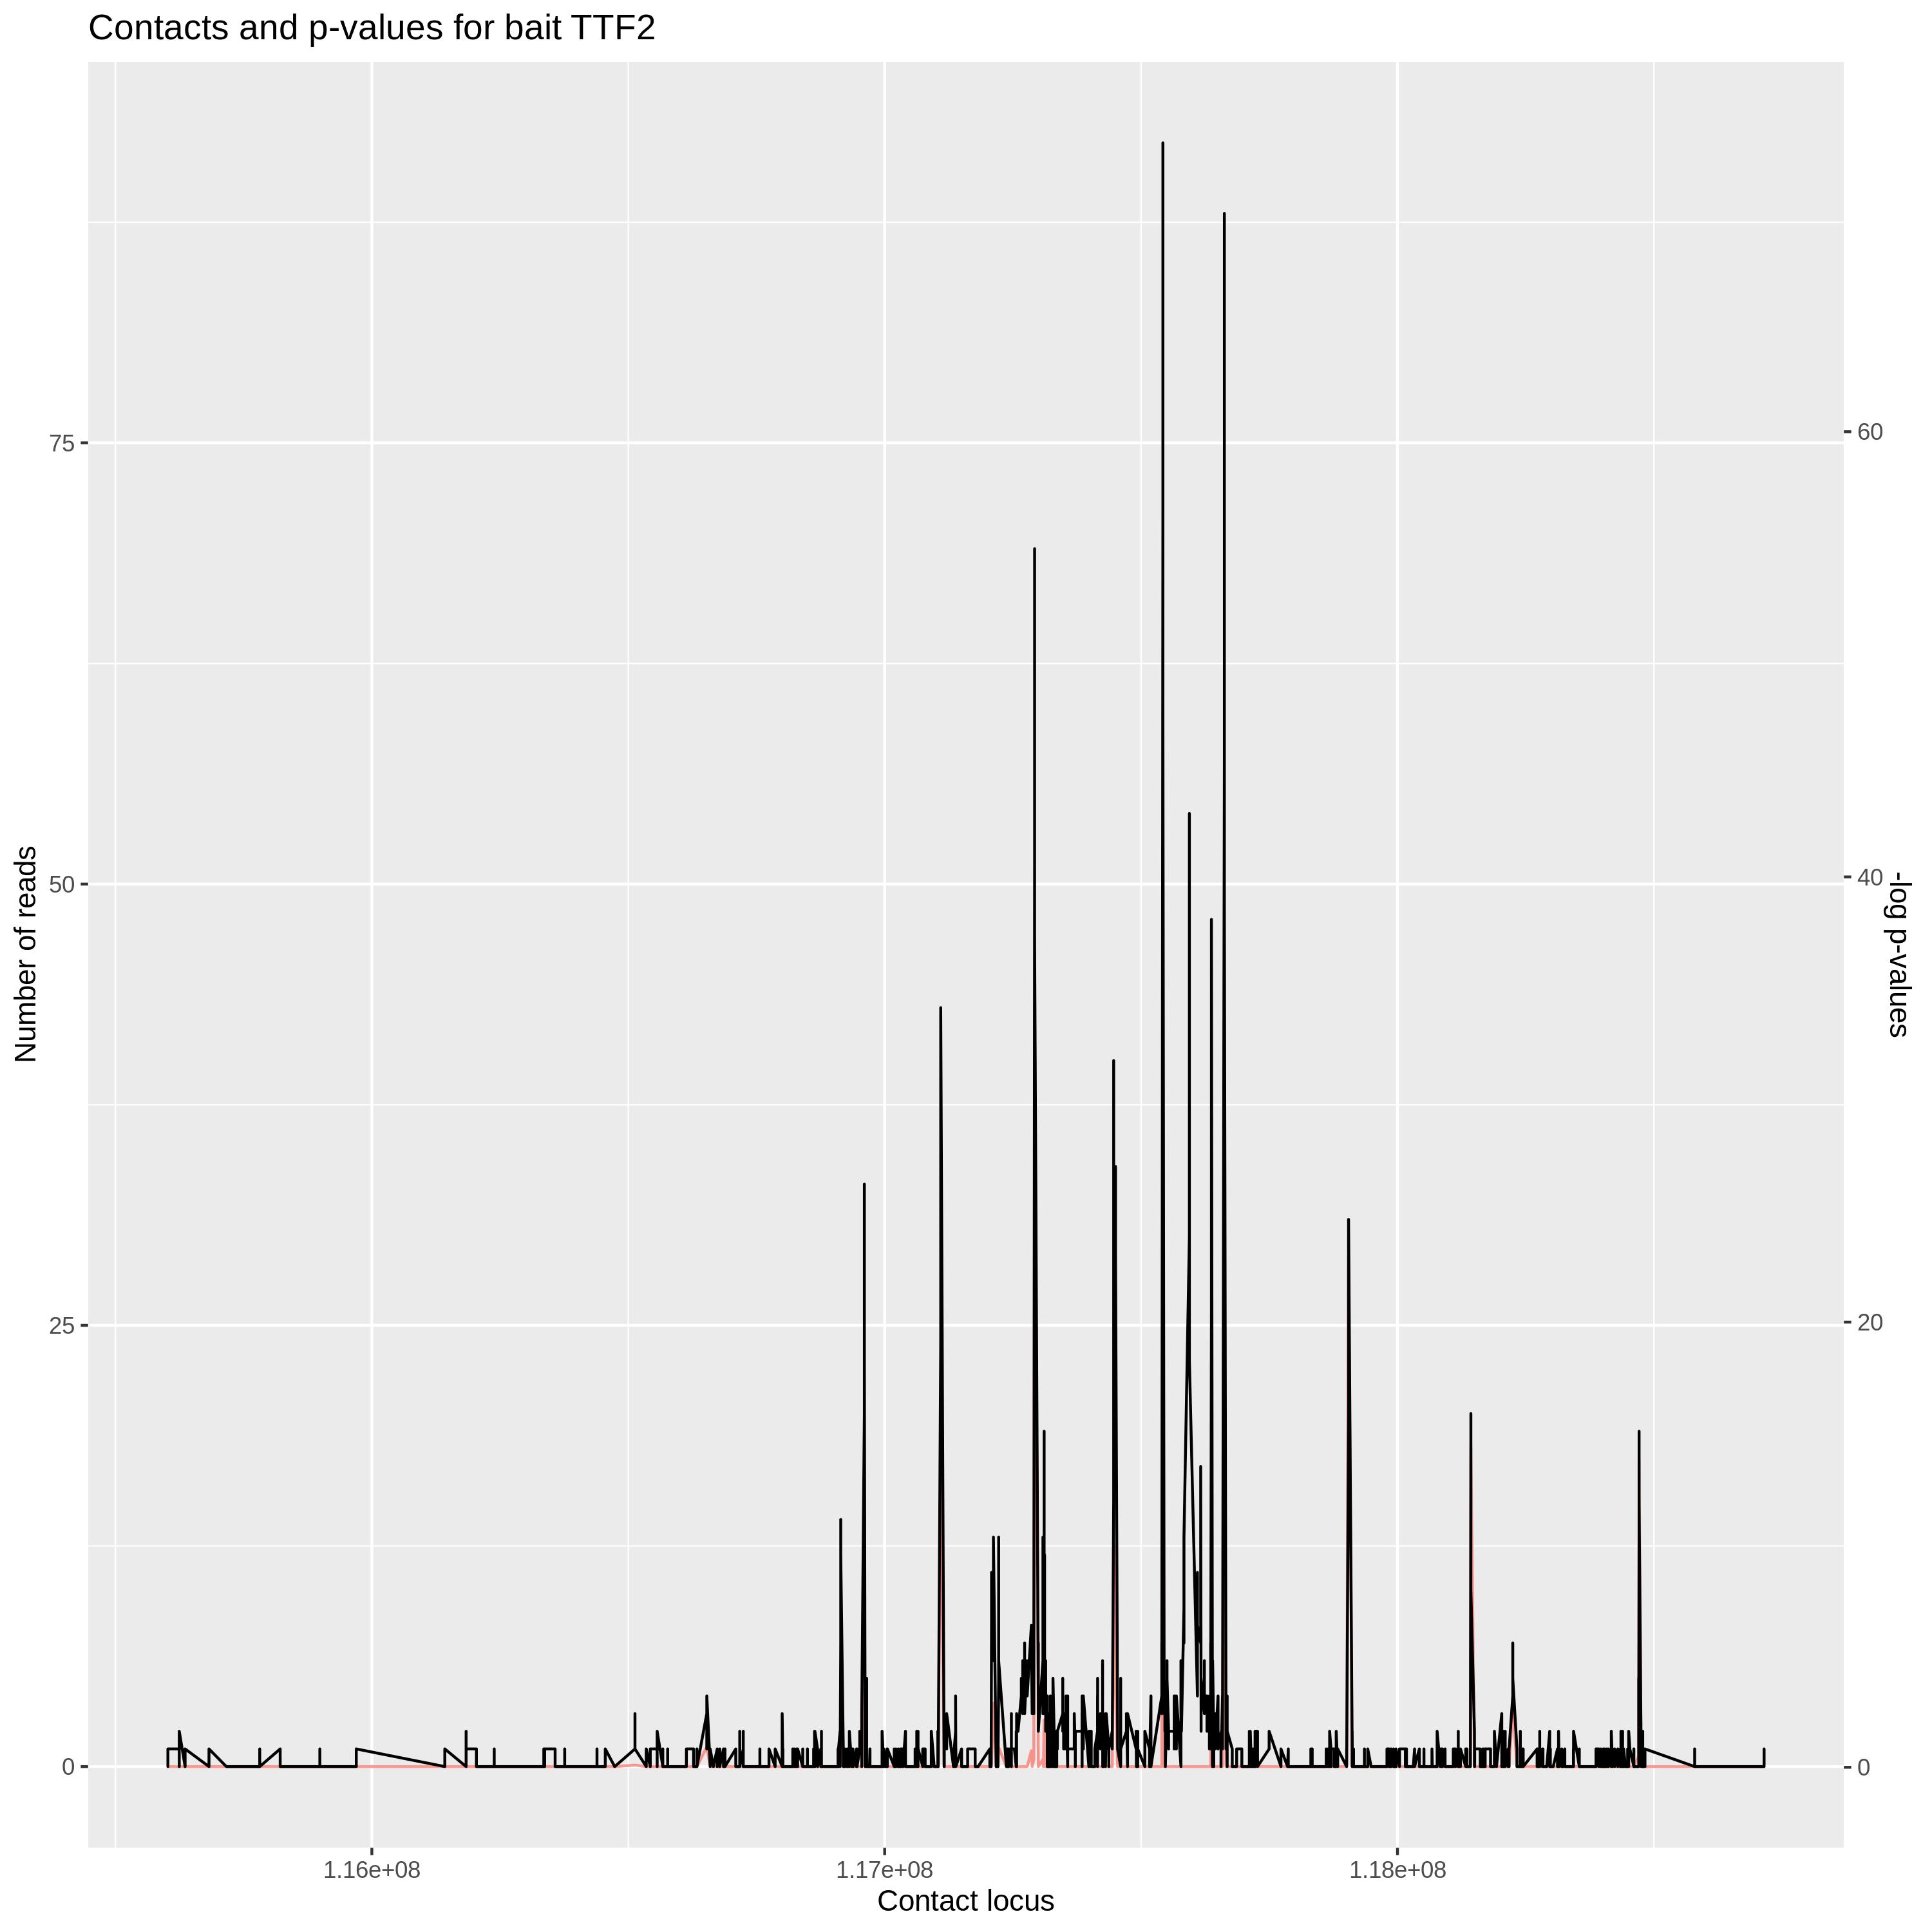 Contacts and p-values for bait TTF2
75
50
25
0
Number of reads
60
40
20
0
-log p-values
1.16e+08
1.17e+08
1.18e+08
Contact locus